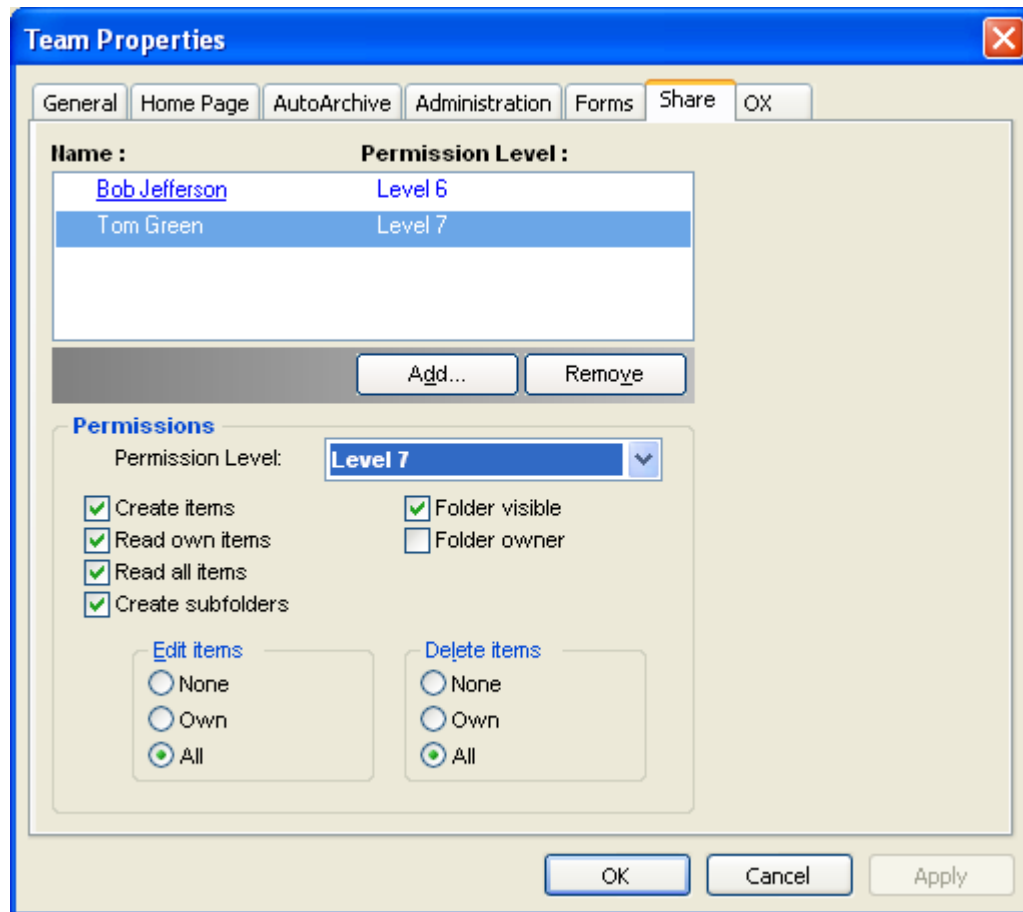 Team Properties
General Home Page AutoArchive Administration Forms Share OX
Name : Permission Level :
Bob Jefferson Level 6
Tom Green Level 7
Add... Remove
Permissions
Permission Level: Level 7
Create items Folder visible
Read own items Folder owner
Read all items
Create subfolders
Edit items Delete items
None None
Own Own
All All
OK Cancel Apply